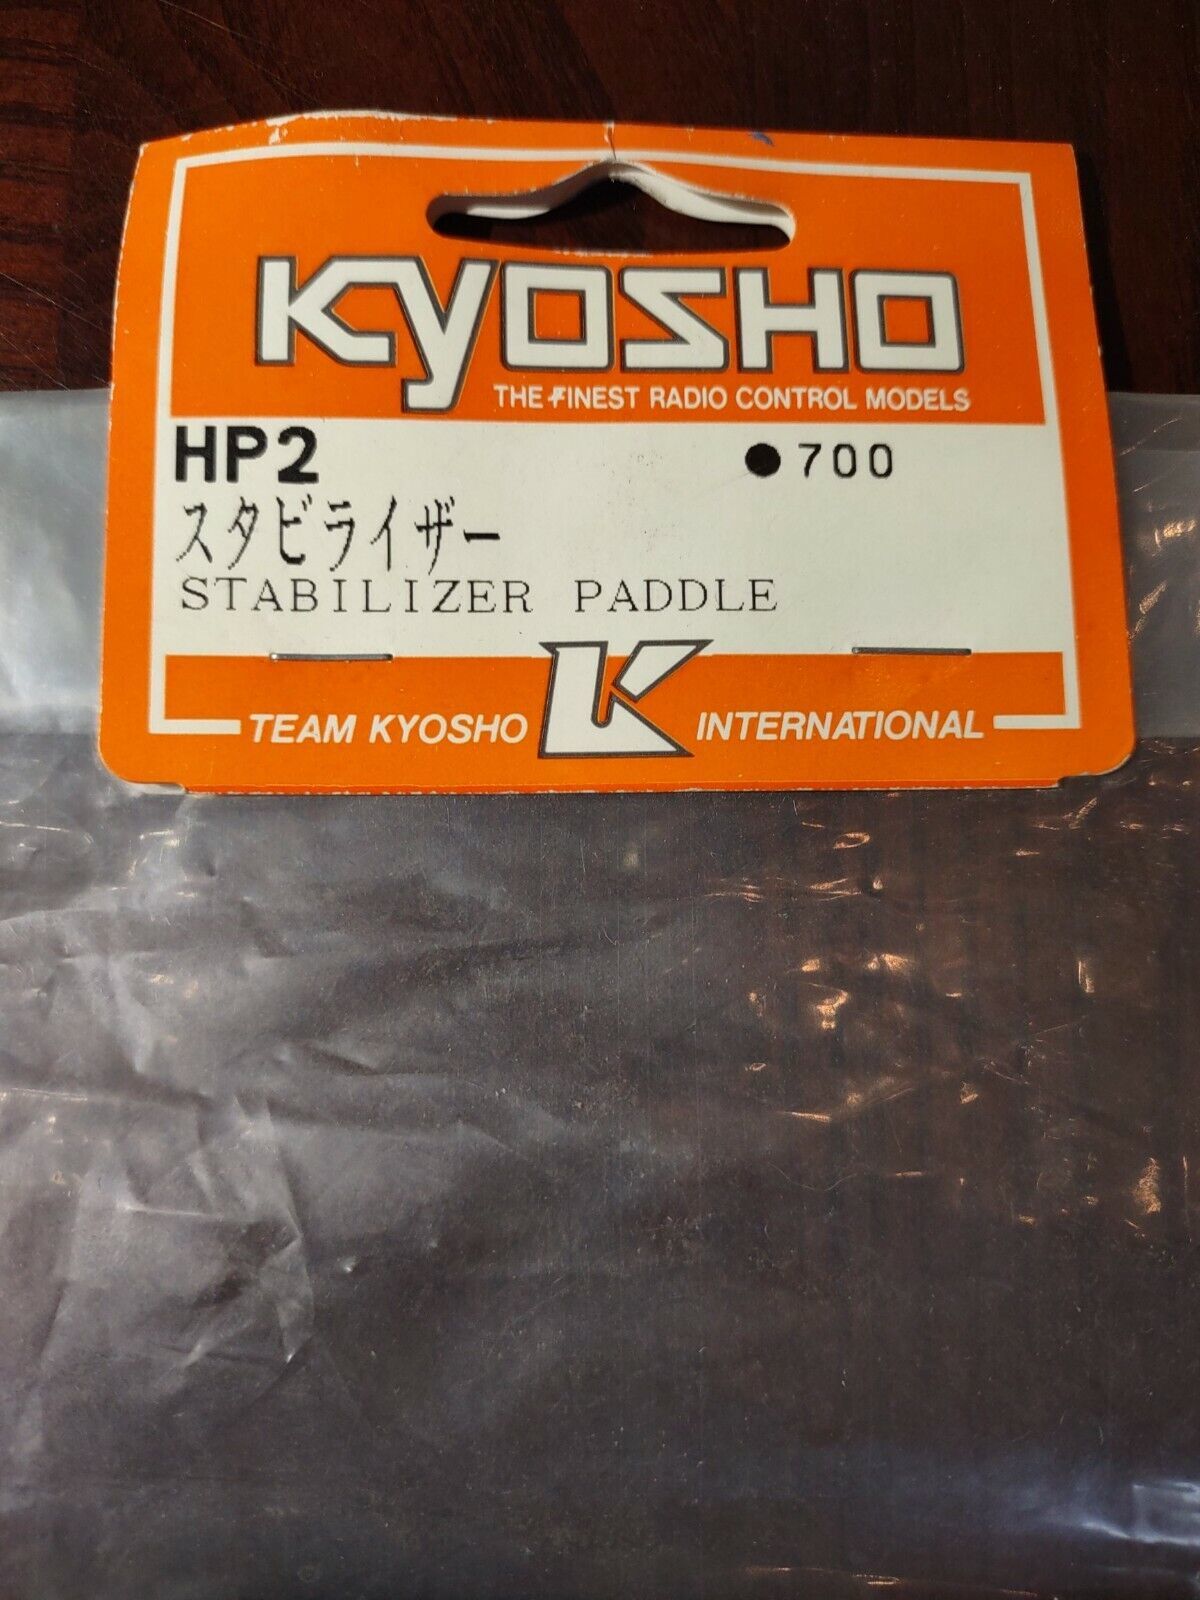 KYOSHO
THE FINEST RADIO CONTROL MODELS
HP2 ●700
スタビライザー
STABILIZER PADDLE
TEAM KYOSHO K INTERNATIONAL